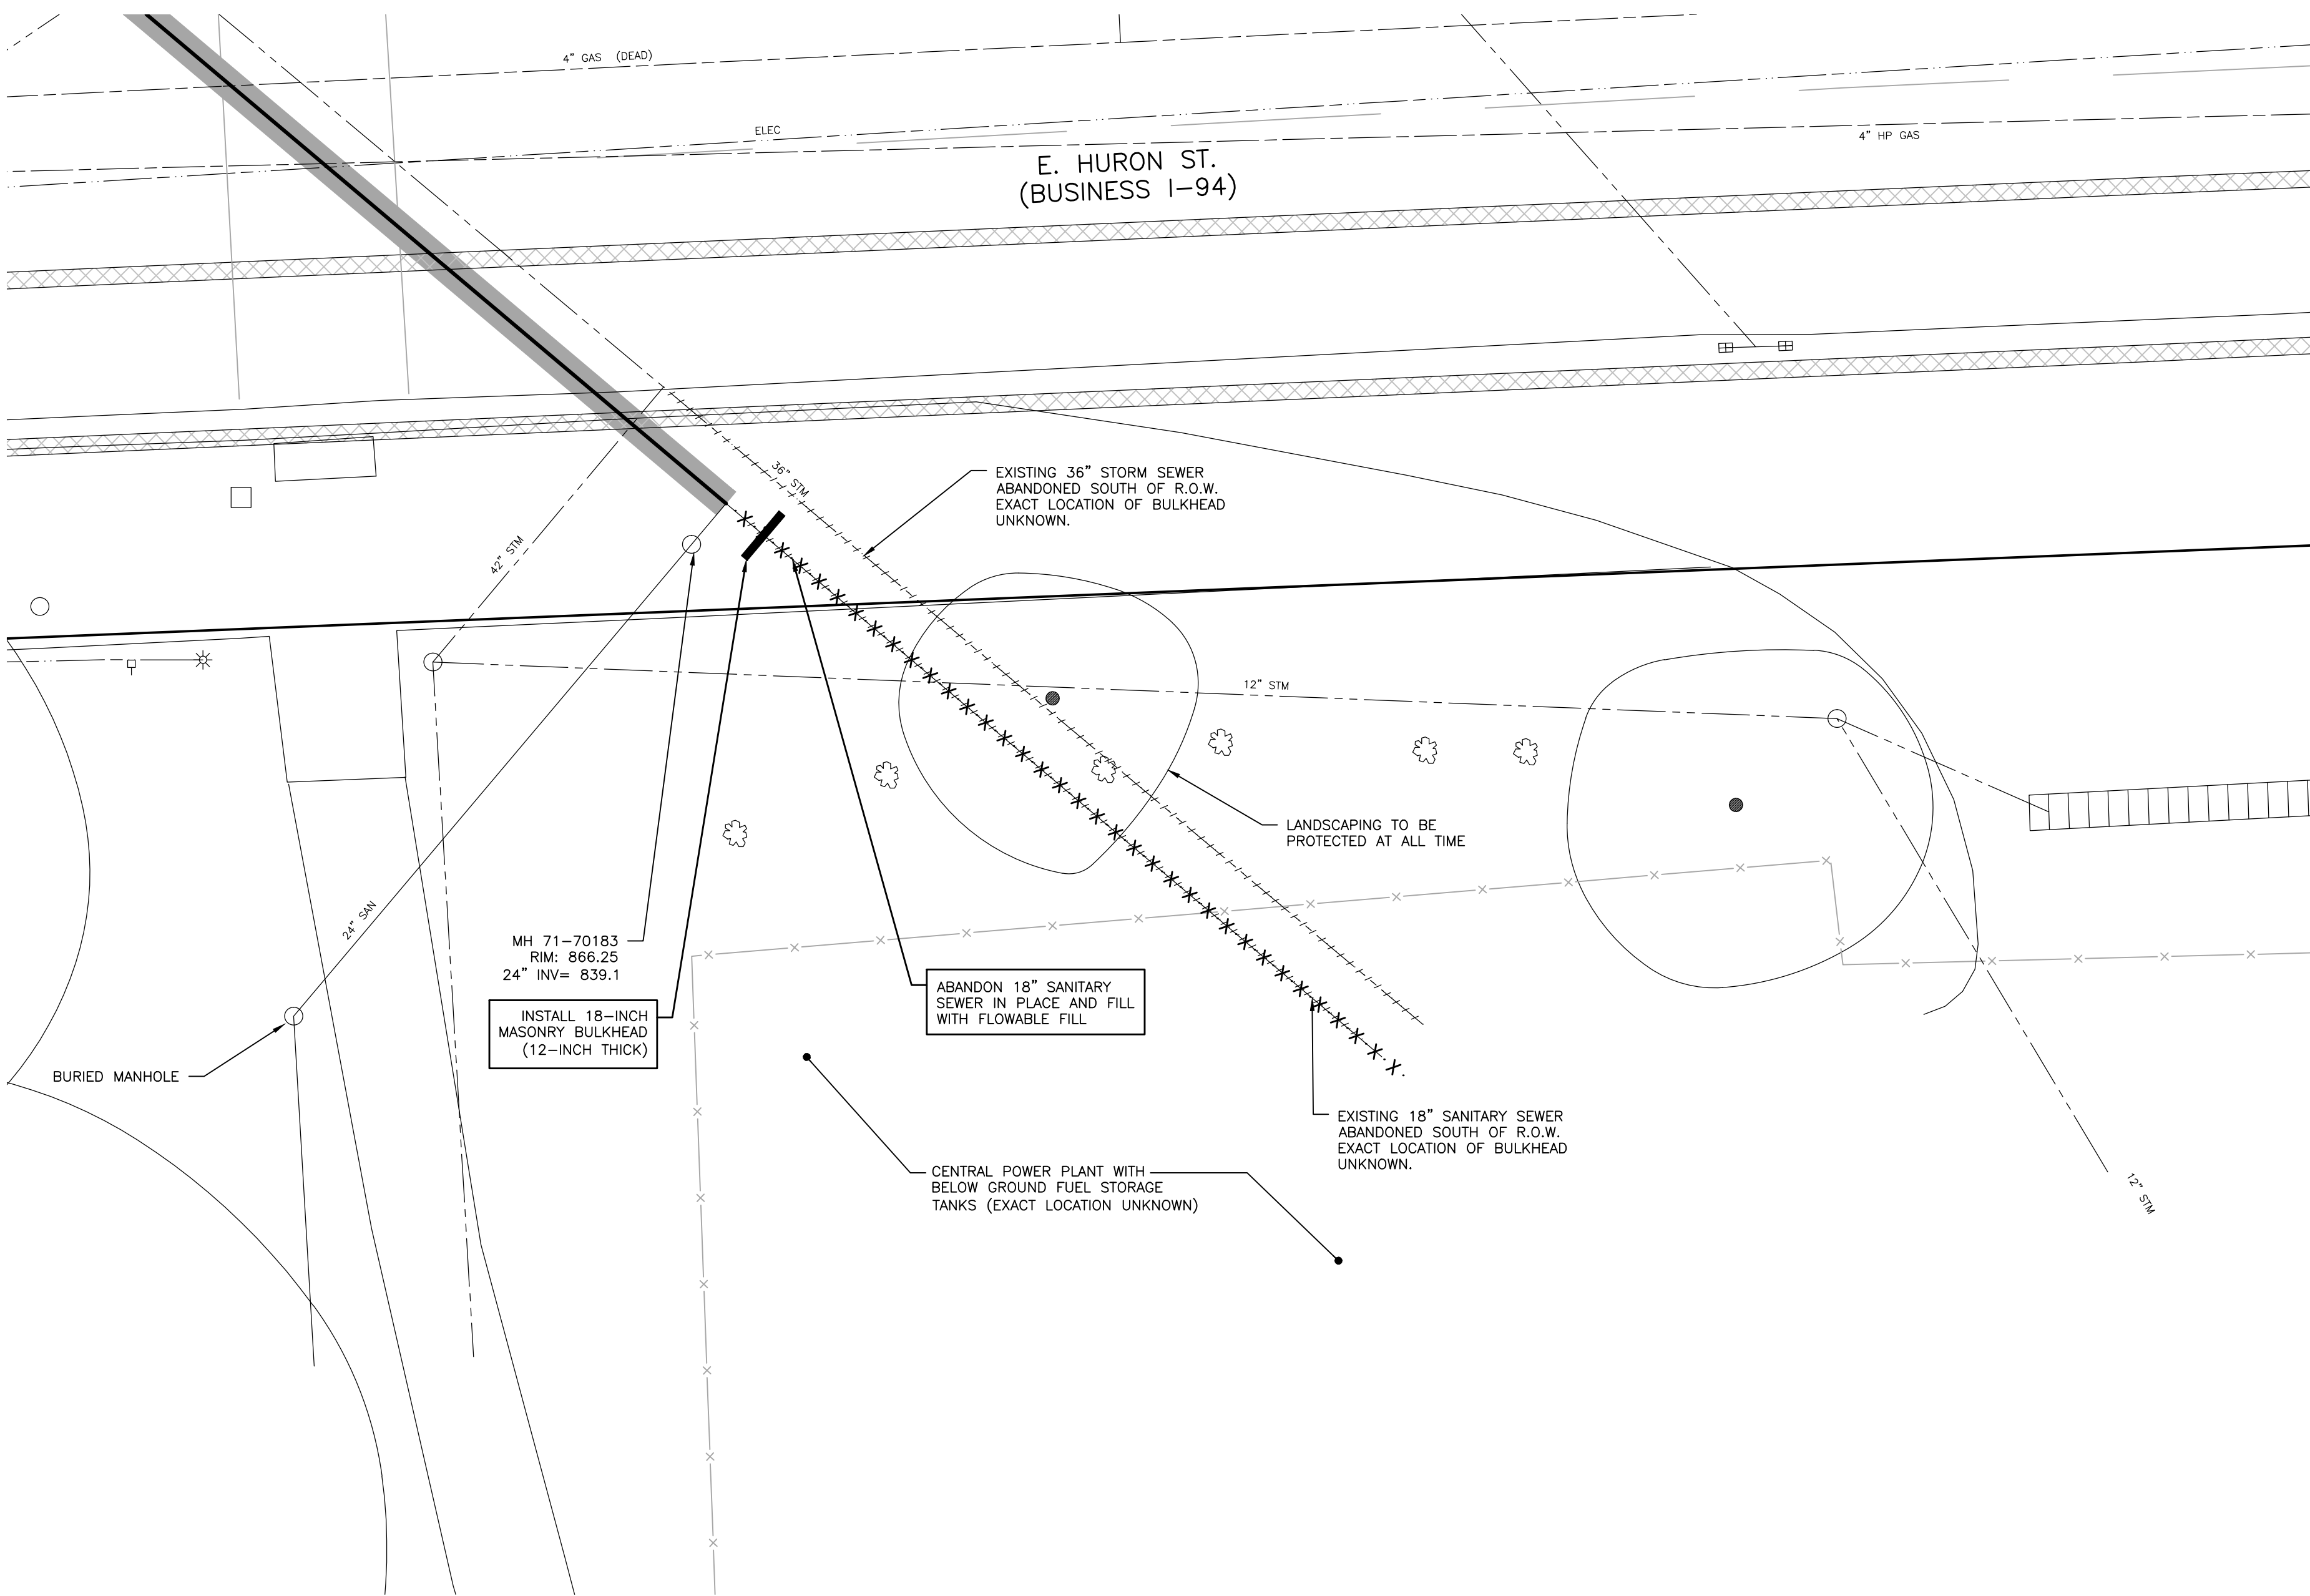 4" GAS (DEAD)
ELEC
4" HP GAS
E. HURON ST.
(BUSINESS I-94)
36" STM
EXISTING 36" STORM SEWER
ABANDONED SOUTH OF R.O.W.
EXACT LOCATION OF BULKHEAD
UNKNOWN.
42" STM
12" STM
LANDSCAPING TO BE
PROTECTED AT ALL TIME
24" SAN
MH 71-70183
RIM: 866.25
24" INV= 839.1
INSTALL 18-INCH
MASONRY BULKHEAD
(12-INCH THICK)
ABANDON 18" SANITARY
SEWER IN PLACE AND FILL
WITH FLOWABLE FILL
BURIED MANHOLE
EXISTING 18" SANITARY SEWER
ABANDONED SOUTH OF R.O.W.
EXACT LOCATION OF BULKHEAD
UNKNOWN.
CENTRAL POWER PLANT WITH
BELOW GROUND FUEL STORAGE
TANKS (EXACT LOCATION UNKNOWN)
12" STM